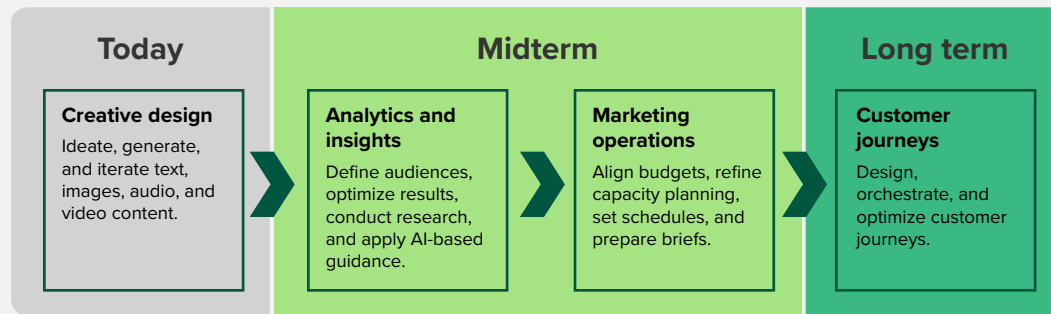 Today
Midterm
Long term
Creative design
Ideate, generate,
and iterate text,
images, audio, and
video content.
Analytics and
insights
Define audiences,
optimize results,
conduct research,
and apply AI-based
guidance.
Marketing
operations
Align budgets, refine
capacity planning,
set schedules, and
prepare briefs.
Customer
journeys
Design,
orchestrate, and
optimize customer
journeys.